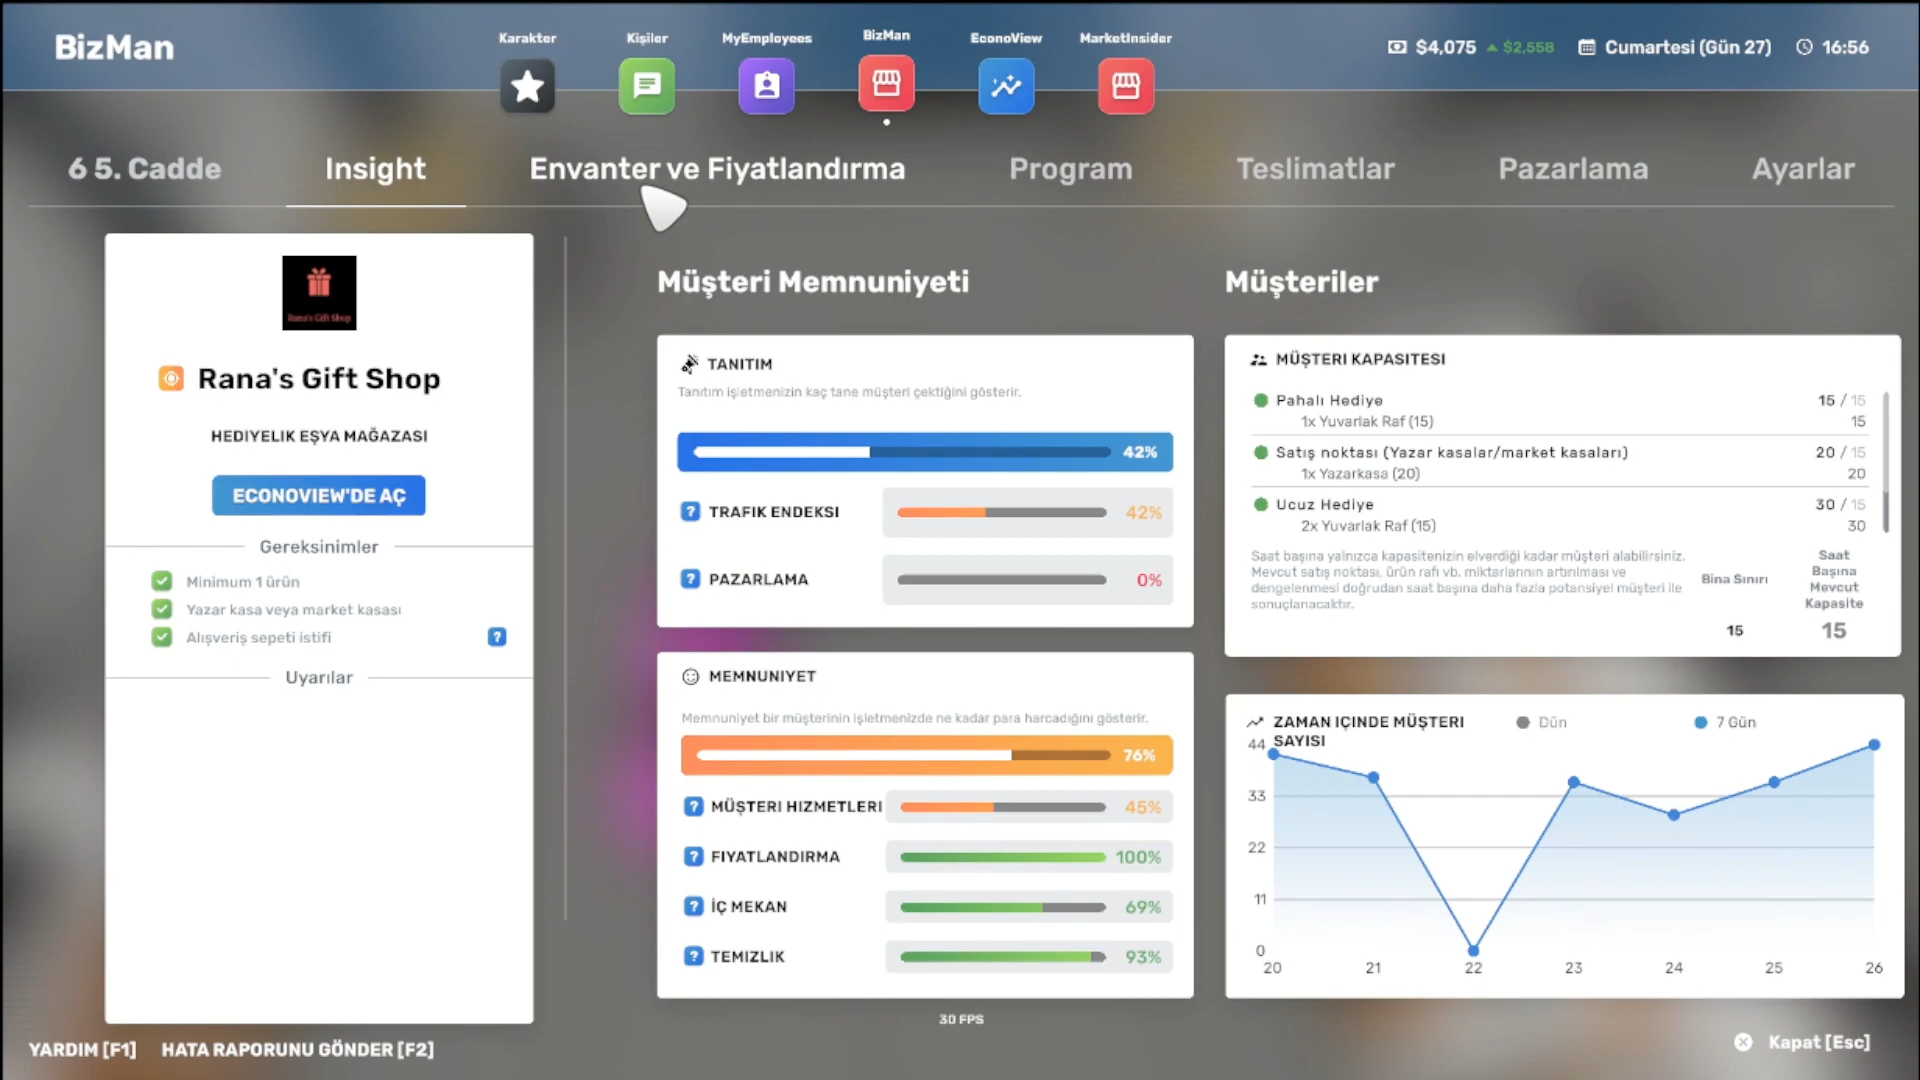 BizMan
Karakter
Kişiler
MyEmployees
BizMan
EconoView
MarketInsider
$4,075
$2,558
Cumartesi (Gün 27)
16:56
6 5. Cadde
Insight
Envanter ve Fiyatlandırma
Program
Teslimatlar
Pazarlama
Ayarlar
Rana's Gift Shop
Rana's Gift Shop
HEDIYELIK EŞYA MAĞAZASI
ECONOVIEW'DE AÇ
Gereksinimler
Minimum 1 ürün
Yazar kasa veya market kasası
Alışveriş sepeti istifi
?
Uyarılar
Müşteri Memnuniyeti
TANITIM
Tanıtım işletmenizin kaç tane müşteri çektiğini gösterir.
42%
? TRAFIK ENDEKSI 42%
? PAZARLAMA 0%
MEMNUNIYET
Memnuniyet bir müşterinin işletmenizde ne kadar para harcadığını gösterir.
76%
? MÜŞTERI HIZMETLERI 45%
? FIYATLANDIRMA 100%
? İÇ MEKAN 69%
? TEMIZLIK 93%
Müşteriler
MÜŞTERI KAPASITESI
Pahalı Hediye 15 / 15
1x Yuvarlak Raf (15) 15
Satış noktası (Yazar kasalar/market kasaları) 20 / 15
1x Yazarkasa (20) 20
Ucuz Hediye 30 / 15
2x Yuvarlak Raf (15) 30
Saat başına yalnızca kapasitenizin elverdiği kadar müşteri alabilirsiniz.
Mevcut satış noktası, ürün rafı vb. miktarlarının artırılması ve
dengelenmesi doğrudan saat başına daha fazla potansiyel müşteri ile
sonuçlanacaktır.
Bina Sınırı
15
Saat
Başına
Mevcut
Kapasite
15
ZAMAN IÇINDE MÜŞTERI
SAYISI
Dün
7 Gün
44
33
22
11
0
20 21 22 23 24 25 26
30 FPS
YARDIM [F1]
HATA RAPORUNU GÖNDER [F2]
Kapat [Esc]